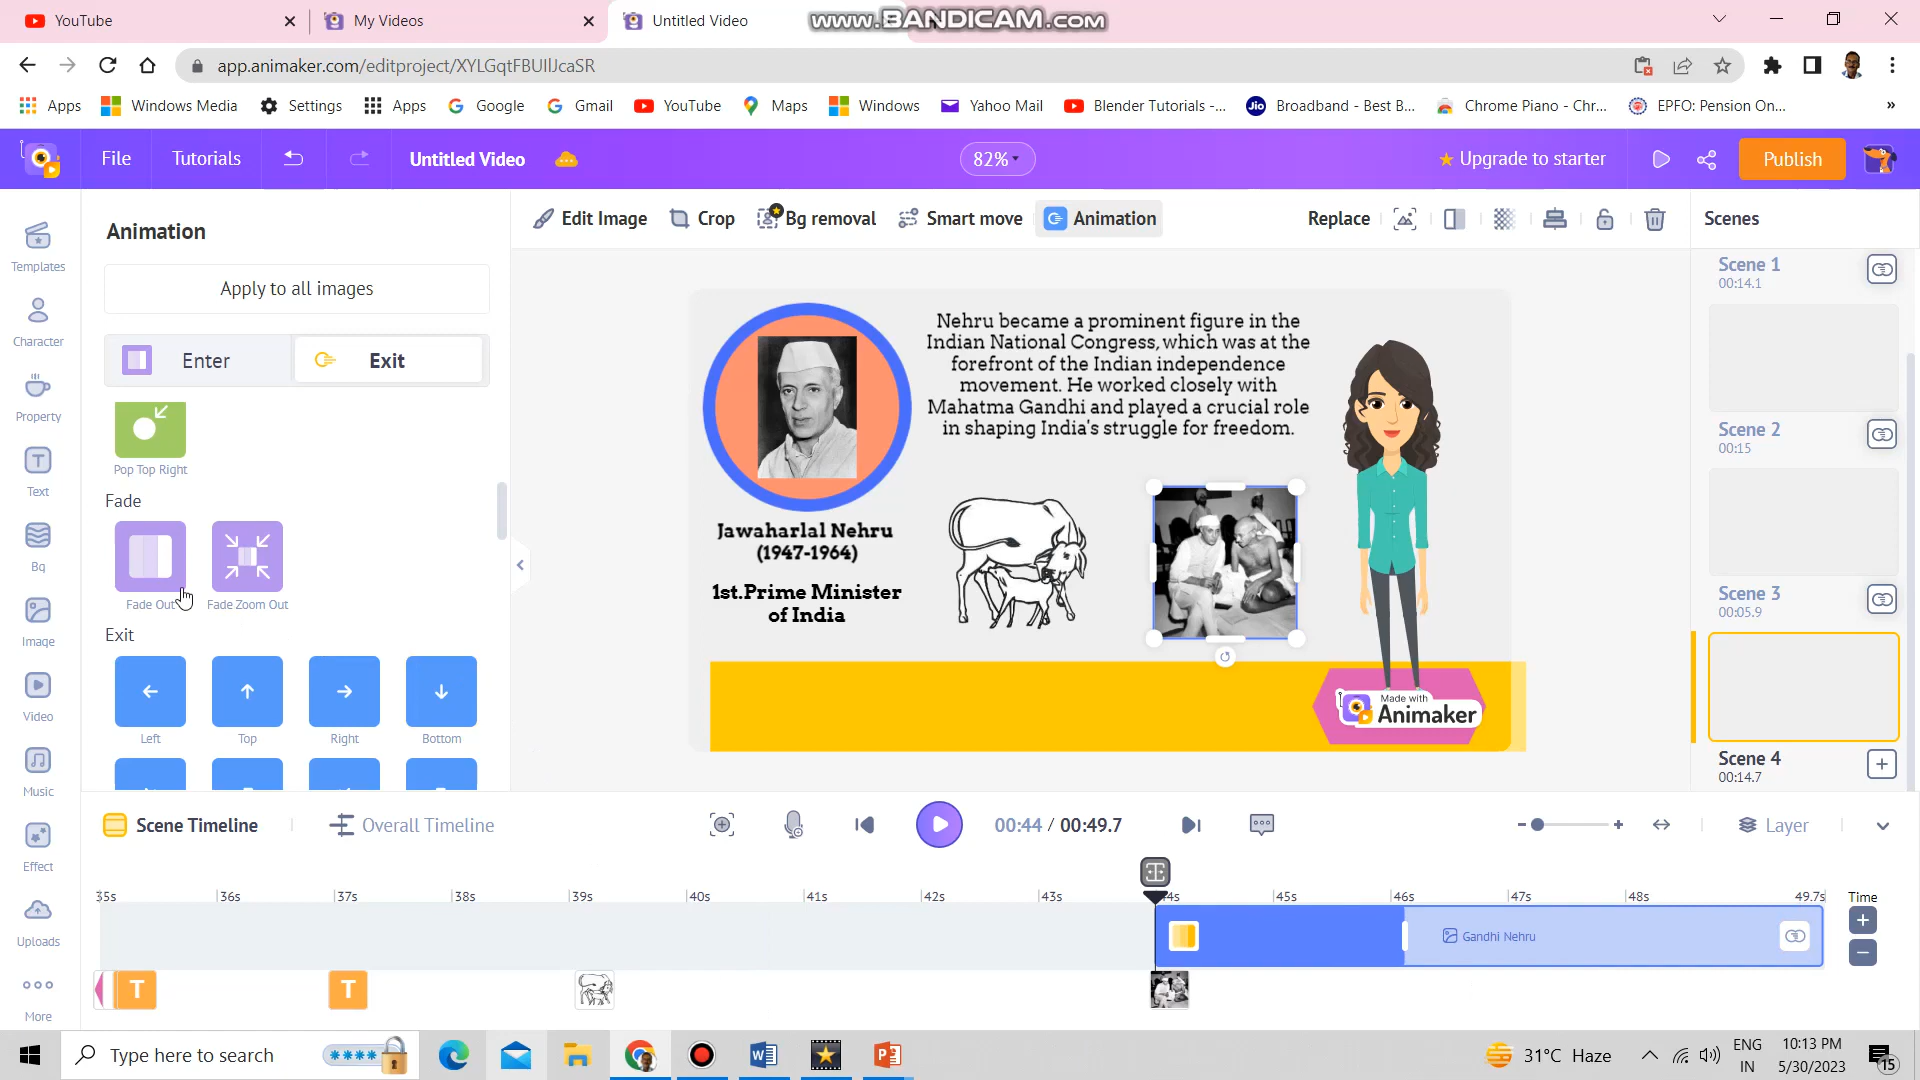 YouTube
My Videos
Untitled Video
www.BANDICAM.com
app.animaker.com/editproject/XYLGqtFBUIlJcaSR
Apps
Windows Media
Settings
Apps
Google
Gmail
YouTube
Maps
Windows
Yahoo Mail
Blender Tutorials -...
Jio
Broadband - Best B...
Chrome Piano - Chr...
EPFO: Pension On...
»
File
Tutorials
Untitled Video
82%
Upgrade to starter
Publish
Templates
Character
Property
Text
Bg
Image
Video
Music
Effect
Uploads
More
Animation
Apply to all images
Enter
Exit
Pop Top Right
Fade
Fade Out
Fade Zoom Out
Exit
Left
Top
Right
Bottom
Edit Image
Crop
Bg removal
Smart move
Animation
Replace
Nehru became a prominent figure in the
Indian National Congress, which was at the
forefront of the Indian independence
movement. He worked closely with
Mahatma Gandhi and played a crucial role
in shaping India's struggle for freedom.
Jawaharlal Nehru
(1947-1964)
1st.Prime Minister
of India
Made with
Animaker
Scenes
Scene 1
00:14.1
Scene 2
00:15
Scene 3
00:05.9
Scene 4
00:14.7
Scene Timeline
Overall Timeline
00:44 / 00:49.7
Layer
35s
36s
37s
38s
39s
40s
41s
42s
43s
44s
45s
46s
47s
48s
49.7s
Time
Gandhi Nehru
T
T
Type here to search
31°C Haze
ENG
IN
10:13 PM
5/30/2023
15